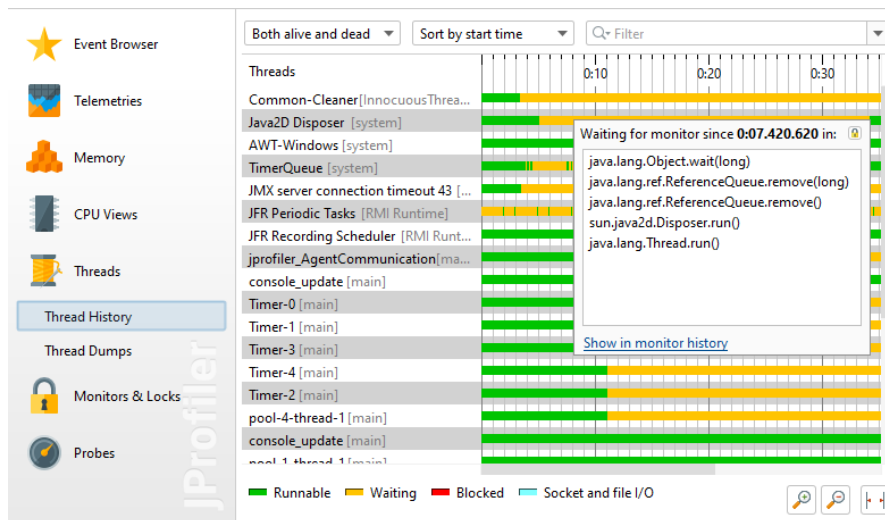 Event Browser
Telemetries
Memory
CPU Views
Threads
Thread History
Thread Dumps
Monitors & Locks
Probes
JProfiler
Both alive and dead
Sort by start time
Filter
Threads
0:10 0:20 0:30
Common-Cleaner[InnocuousThrea...
Java2D Disposer [system]
AWT-Windows [system]
TimerQueue [system]
JMX server connection timeout 43 [...
JFR Periodic Tasks [RMI Runtime]
JFR Recording Scheduler [RMI Runt...
jprofiler_AgentCommunication[ma...
console_update [main]
Timer-0 [main]
Timer-1 [main]
Timer-3 [main]
Timer-4 [main]
Timer-2 [main]
pool-4-thread-1 [main]
console_update [main]
pool-1-thread-1 [main]
Waiting for monitor since 0:07.420.620 in:
java.lang.Object.wait(long)
java.lang.ref.ReferenceQueue.remove(long)
java.lang.ref.ReferenceQueue.remove()
sun.java2d.Disposer.run()
java.lang.Thread.run()
Show in monitor history
Runnable Waiting Blocked Socket and file I/O